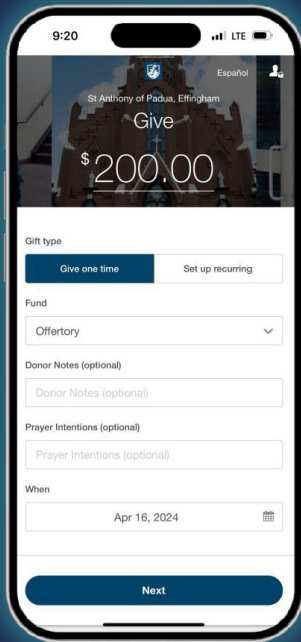 9:20
LTE
Español
St Anthony of Padua, Effingham
Give
$200.00
Gift type
Give one time Set up recurring
Fund
Offertory
Donor Notes (optional)
Donor Notes (optional)
Prayer Intentions (optional)
Prayer Intentions (optional)
When
Apr 16, 2024
Next